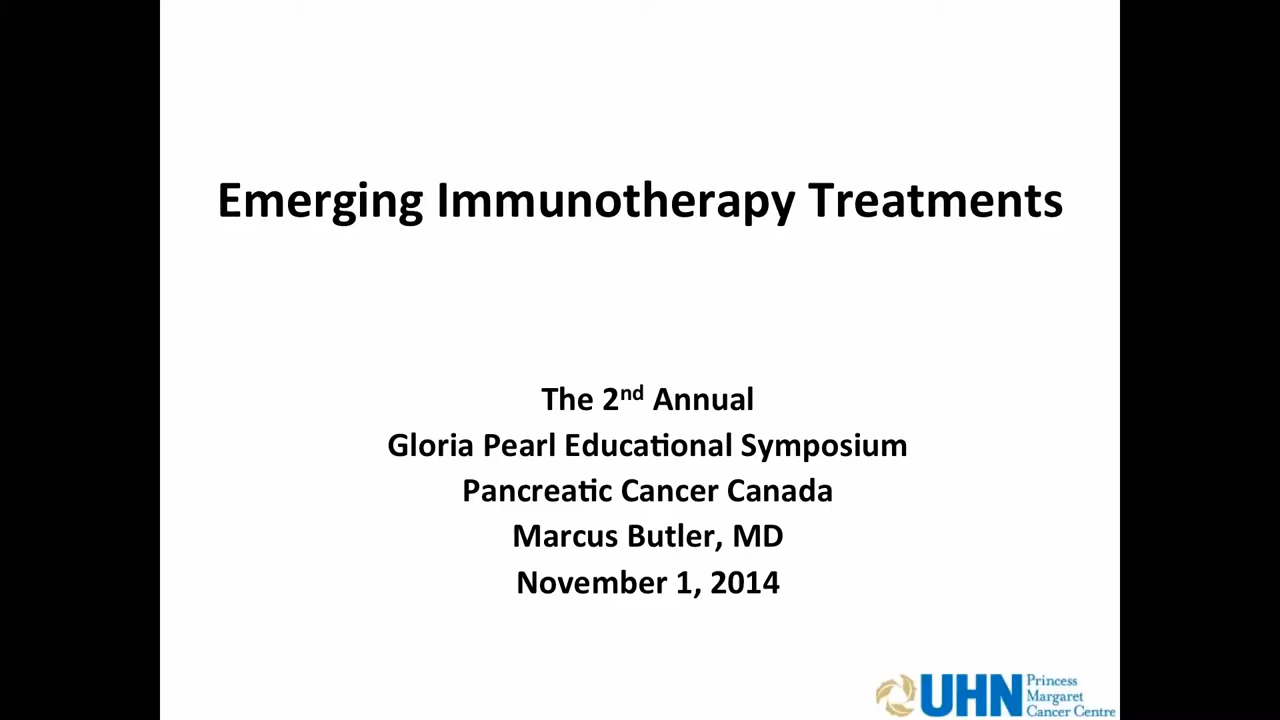 Emerging Immunotherapy Treatments
The 2nd Annual
Gloria Pearl Educational Symposium
Pancreatic Cancer Canada
Marcus Butler, MD
November 1, 2014
UHN
Princess
Margaret
Cancer Centre